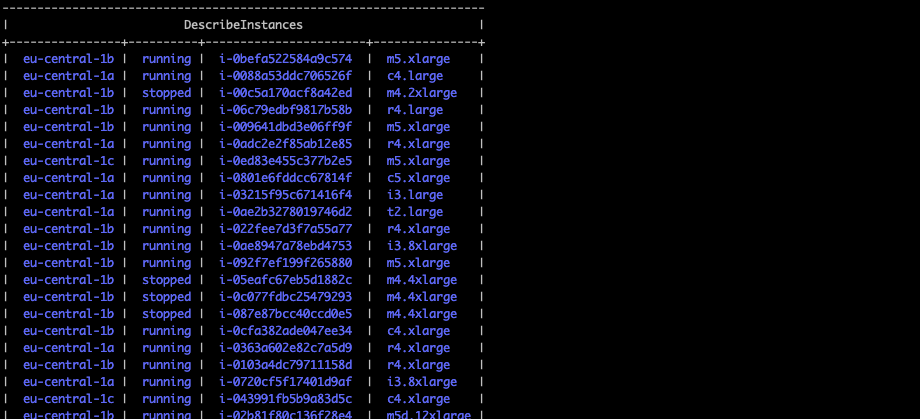 DescribeInstances
| eu-central-1b | running | i-0befa522584a9c574 | m5.xlarge |
| eu-central-1a | running | i-0088a53ddc706526f | c4.large |
| eu-central-1b | stopped | i-00c5a170acf8a42ed | m4.2xlarge |
| eu-central-1b | running | i-06c79edbf9817b58b | r4.large |
| eu-central-1b | running | i-009641dbd3e06ff9f | m5.xlarge |
| eu-central-1a | running | i-0adc2e2f85ab12e85 | r4.xlarge |
| eu-central-1c | running | i-0ed83e455c377b2e5 | m5.xlarge |
| eu-central-1a | running | i-0801e6fddcc67814f | c5.xlarge |
| eu-central-1a | running | i-03215f95c671416f4 | i3.large |
| eu-central-1a | running | i-0ae2b3278019746d2 | t2.large |
| eu-central-1b | running | i-022fee7d3f7a55a77 | r4.xlarge |
| eu-central-1b | running | i-0ae8947a78ebd4753 | i3.8xlarge |
| eu-central-1b | running | i-092f7ef199f265880 | m5.xlarge |
| eu-central-1b | stopped | i-05eafc67eb5d1882c | m4.4xlarge |
| eu-central-1b | stopped | i-0c077fdbc25479293 | m4.4xlarge |
| eu-central-1b | stopped | i-087e87bcc40ccd0e5 | m4.4xlarge |
| eu-central-1b | running | i-0cfa382ade047ee34 | c4.xlarge |
| eu-central-1a | running | i-0363a602e82c7a5d9 | r4.xlarge |
| eu-central-1b | running | i-0103a4dc79711158d | r4.xlarge |
| eu-central-1a | running | i-0720cf5f17401d9af | i3.8xlarge |
| eu-central-1c | running | i-043991fb5b9a83d5c | c4.xlarge |
| eu-central-1b | running | i-02b81f80c136f28e4 | m5d.12xlarge |